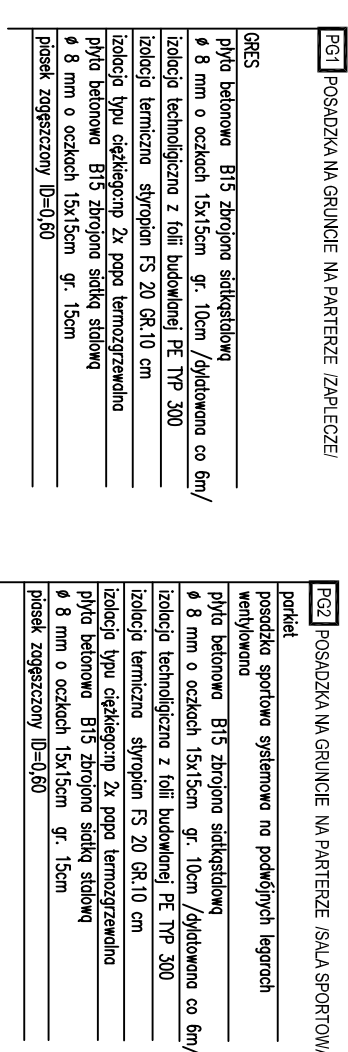 PG1 POSADZKA NA GRUNCIE NA PARTERZE /ZAPLECZE/
GRES
płyta betonowa B15 zbrojona siatkąstalową
ø 8 mm o oczkach 15x15cm gr. 10cm /dylatowana co 6m/
izolacja technoligiczna z folii budowlanej PE TYP 300
izolacja termiczna styropian FS 20 GR.10 cm
izolacja typu ciężkiego:np 2x papa termozgrzewalna
płyta betonowa B15 zbrojona siatką stalową
ø 8 mm o oczkach 15x15cm gr. 15cm
piasek zagęszczony ID=0,60
PG2 POSADZKA NA GRUNCIE NA PARTERZE /SALA SPORTOWA
parkiet
posadzka sportowa systemowa na podwójnych legarach
wentylowana
płyta betonowa B15 zbrojona siatkąstalową
ø 8 mm o oczkach 15x15cm gr. 10cm /dylatowana co 6m/
izolacja technoligiczna z folii budowlanej PE TYP 300
izolacja termiczna styropian FS 20 GR.10 cm
izolacja typu ciężkiego:np 2x papa termozgrzewalna
płyta betonowa B15 zbrojona siatką stalową
ø 8 mm o oczkach 15x15cm gr. 15cm
piasek zagęszczony ID=0,60